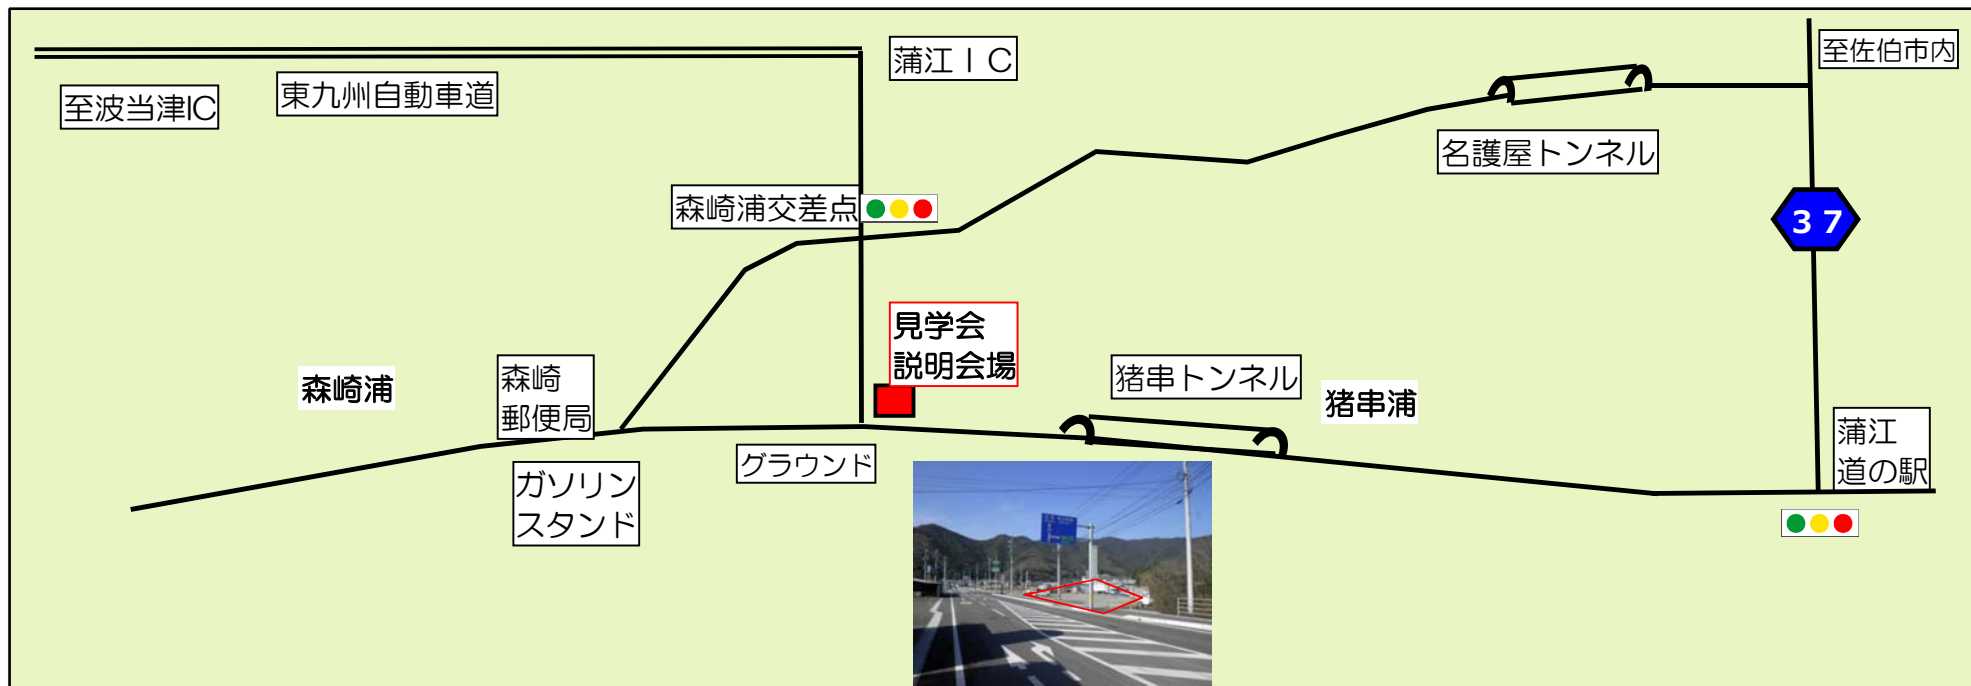 蒲江ＩＣ
至佐伯市内
至波当津IC
東九州自動車道
名護屋トンネル
森崎浦交差点
３７
見学会
説明会場
森崎浦
森崎
郵便局
猪串トンネル
猪串浦
蒲江
道の駅
グラウンド
ガソリン
スタンド